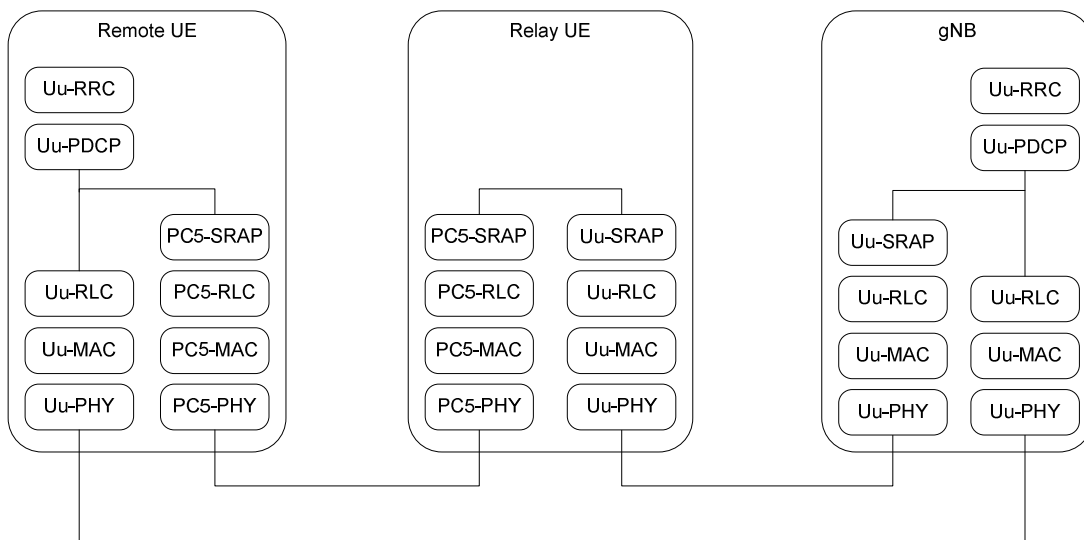 Remote UE
Uu-RRC
Uu-PDCP
PC5-SRAP
Uu-RLC
PC5-RLC
Uu-MAC
PC5-MAC
Uu-PHY
PC5-PHY
Relay UE
PC5-SRAP
Uu-SRAP
PC5-RLC
Uu-RLC
PC5-MAC
Uu-MAC
PC5-PHY
Uu-PHY
gNB
Uu-RRC
Uu-PDCP
Uu-SRAP
Uu-RLC
Uu-RLC
Uu-MAC
Uu-MAC
Uu-PHY
Uu-PHY